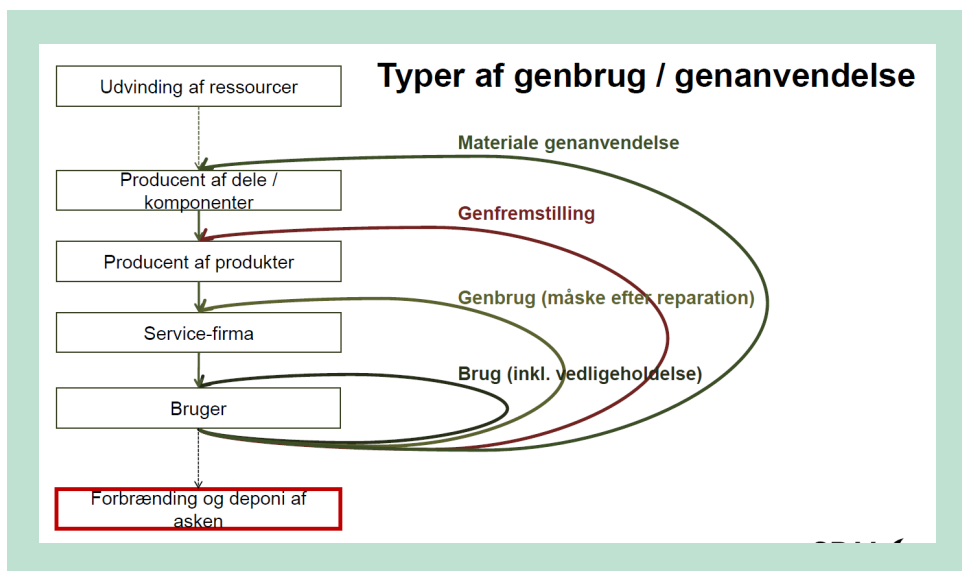 Typer af genbrug / genanvendelse
Udvinding af ressourcer
Materiale genanvendelse
Producent af dele /
komponenter
Genfremstilling
Producent af produkter
Genbrug (måske efter reparation)
Service-firma
Brug (inkl. vedligeholdelse)
Bruger
Forbrænding og deponi af
asken